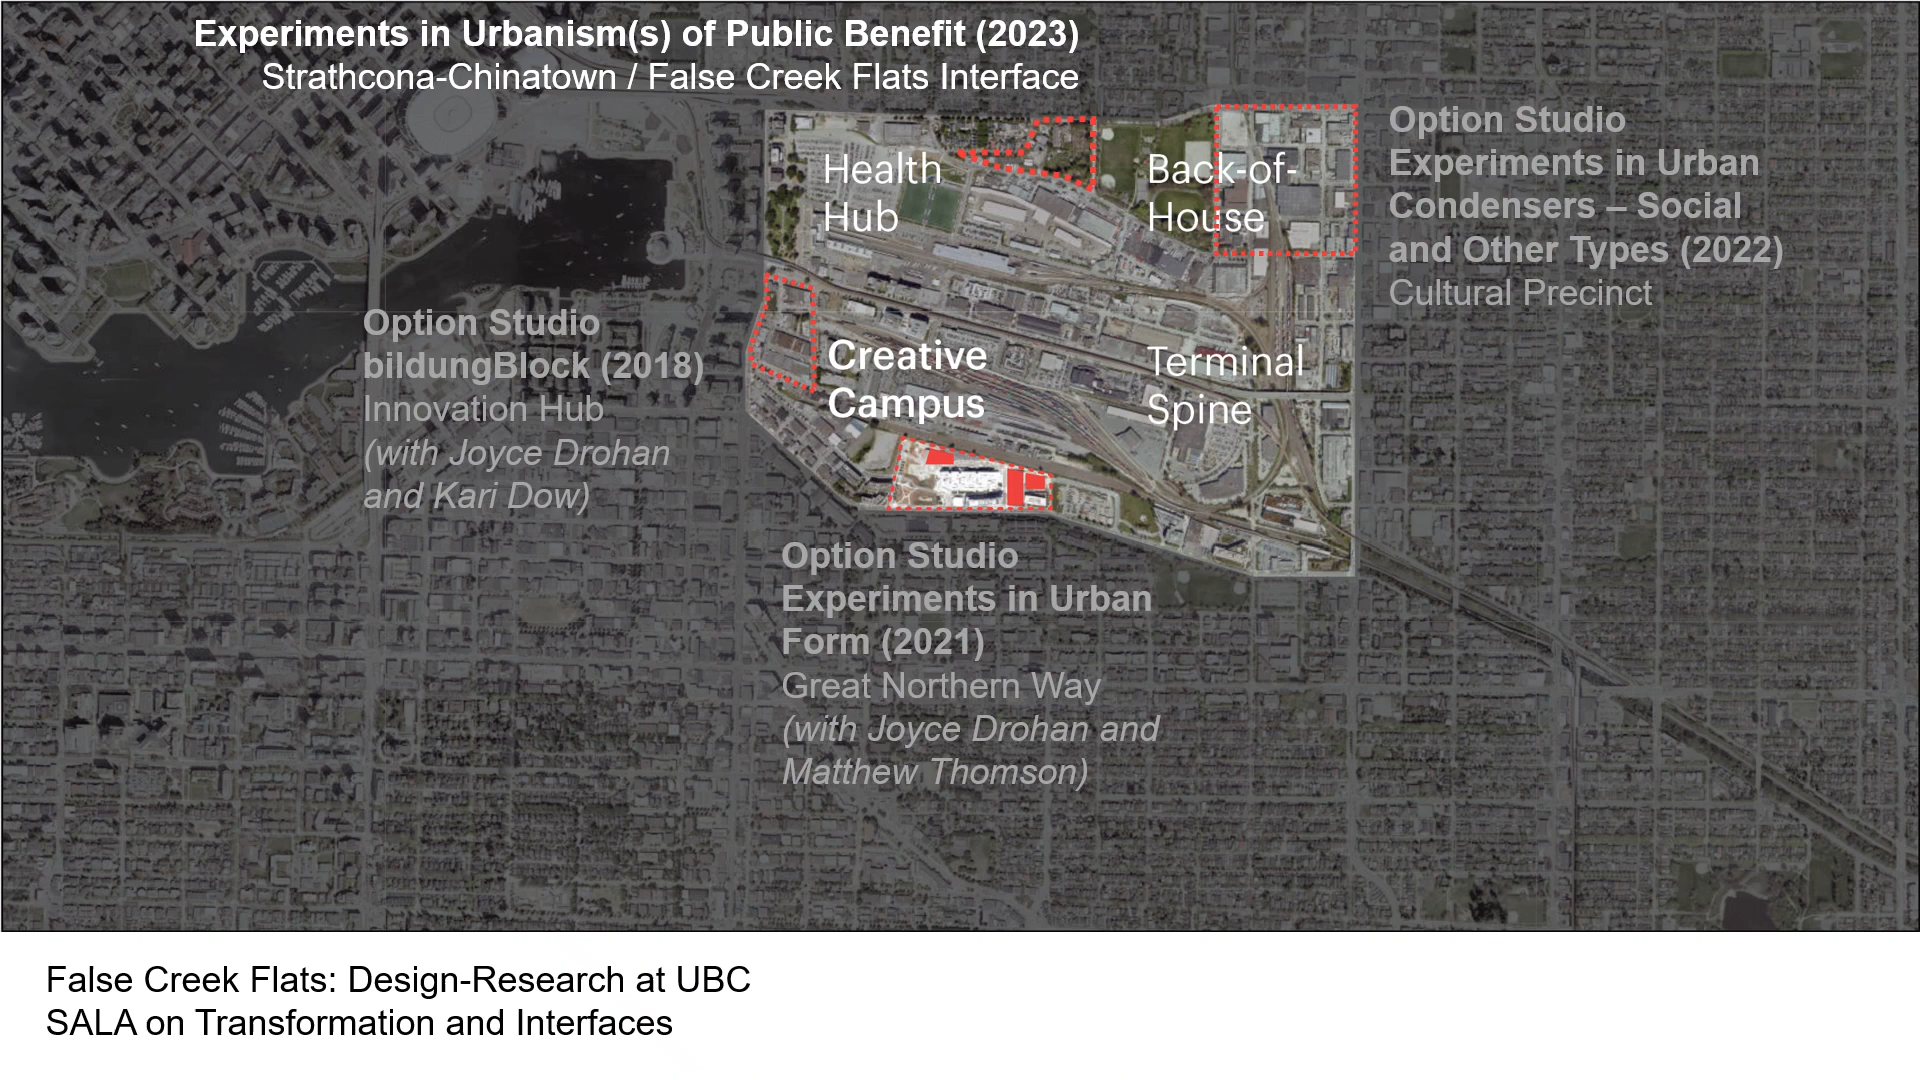 Experiments in Urbanism(s) of Public Benefit (2023)
Strathcona-Chinatown / False Creek Flats Interface
Health
Hub
Back-of-
House
Option Studio
Experiments in Urban
Condensers – Social
and Other Types (2022)
Cultural Precinct
Option Studio
bildungBlock (2018)
Innovation Hub
(with Joyce Drohan
and Kari Dow)
Creative
Campus
Terminal
Spine
Option Studio
Experiments in Urban
Form (2021)
Great Northern Way
(with Joyce Drohan and
Matthew Thomson)
False Creek Flats: Design-Research at UBC
SALA on Transformation and Interfaces